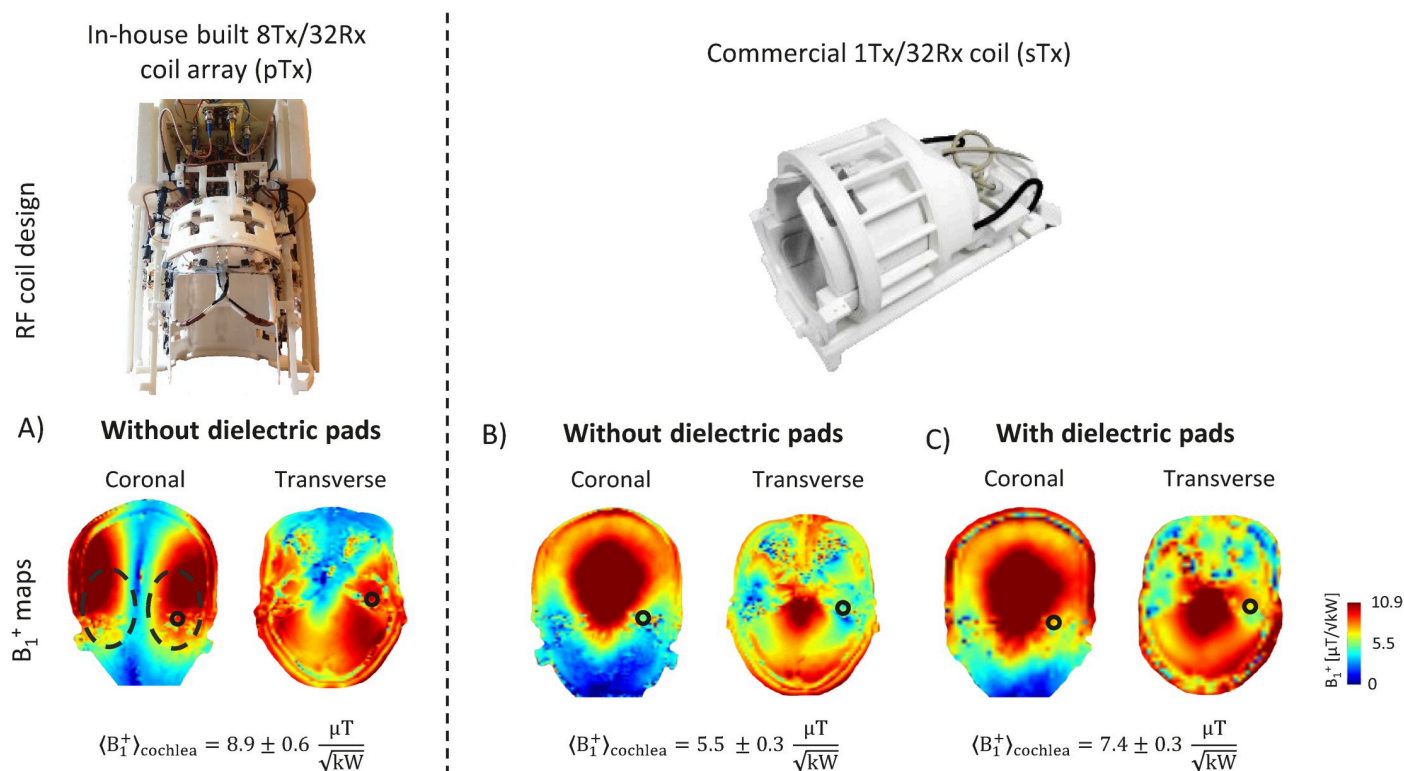 In-house built 8Tx/32Rx
coil array (pTx)
Commercial 1Tx/32Rx coil (sTx)
RF coil design
A)
Without dielectric pads
Coronal
Transverse
B)
Without dielectric pads
Coronal
Transverse
C)
With dielectric pads
Coronal
Transverse
B₁⁺ maps
B₁⁺ [µT/√kW]
10.9
5.5
0
⟨B₁⁺⟩cochlea = 8.9 ± 0.6 µT/√kW
⟨B₁⁺⟩cochlea = 5.5 ± 0.3 µT/√kW
⟨B₁⁺⟩cochlea = 7.4 ± 0.3 µT/√kW